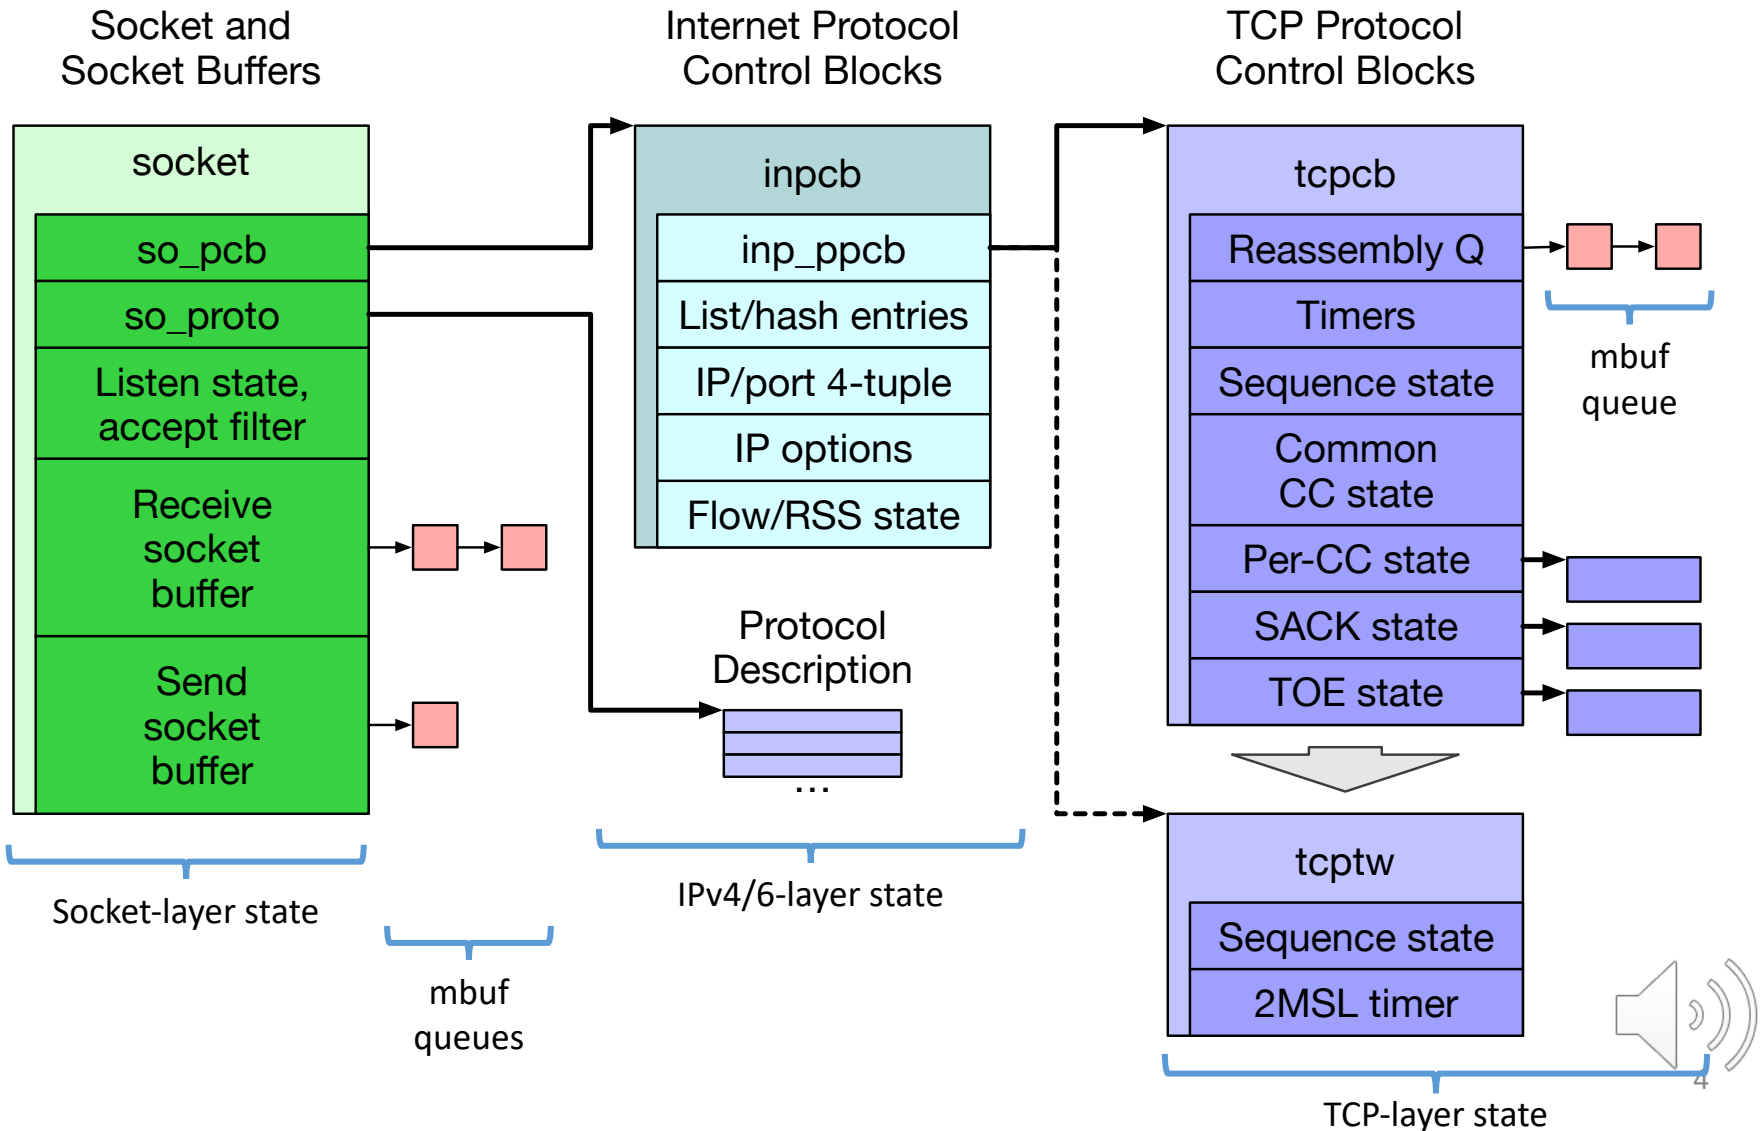 Socket and
Socket Buffers
Internet Protocol
Control Blocks
TCP Protocol
Control Blocks
socket
so_pcb
so_proto
Listen state,
accept filter
Receive
socket
buffer
Send
socket
buffer
Socket-layer state
mbuf
queues
inpcb
inp_ppcb
List/hash entries
IP/port 4-tuple
IP options
Flow/RSS state
Protocol
Description
...
IPv4/6-layer state
tcpcb
Reassembly Q
Timers
Sequence state
Common
CC state
Per-CC state
SACK state
TOE state
mbuf
queue
tcptw
Sequence state
2MSL timer
4
TCP-layer state